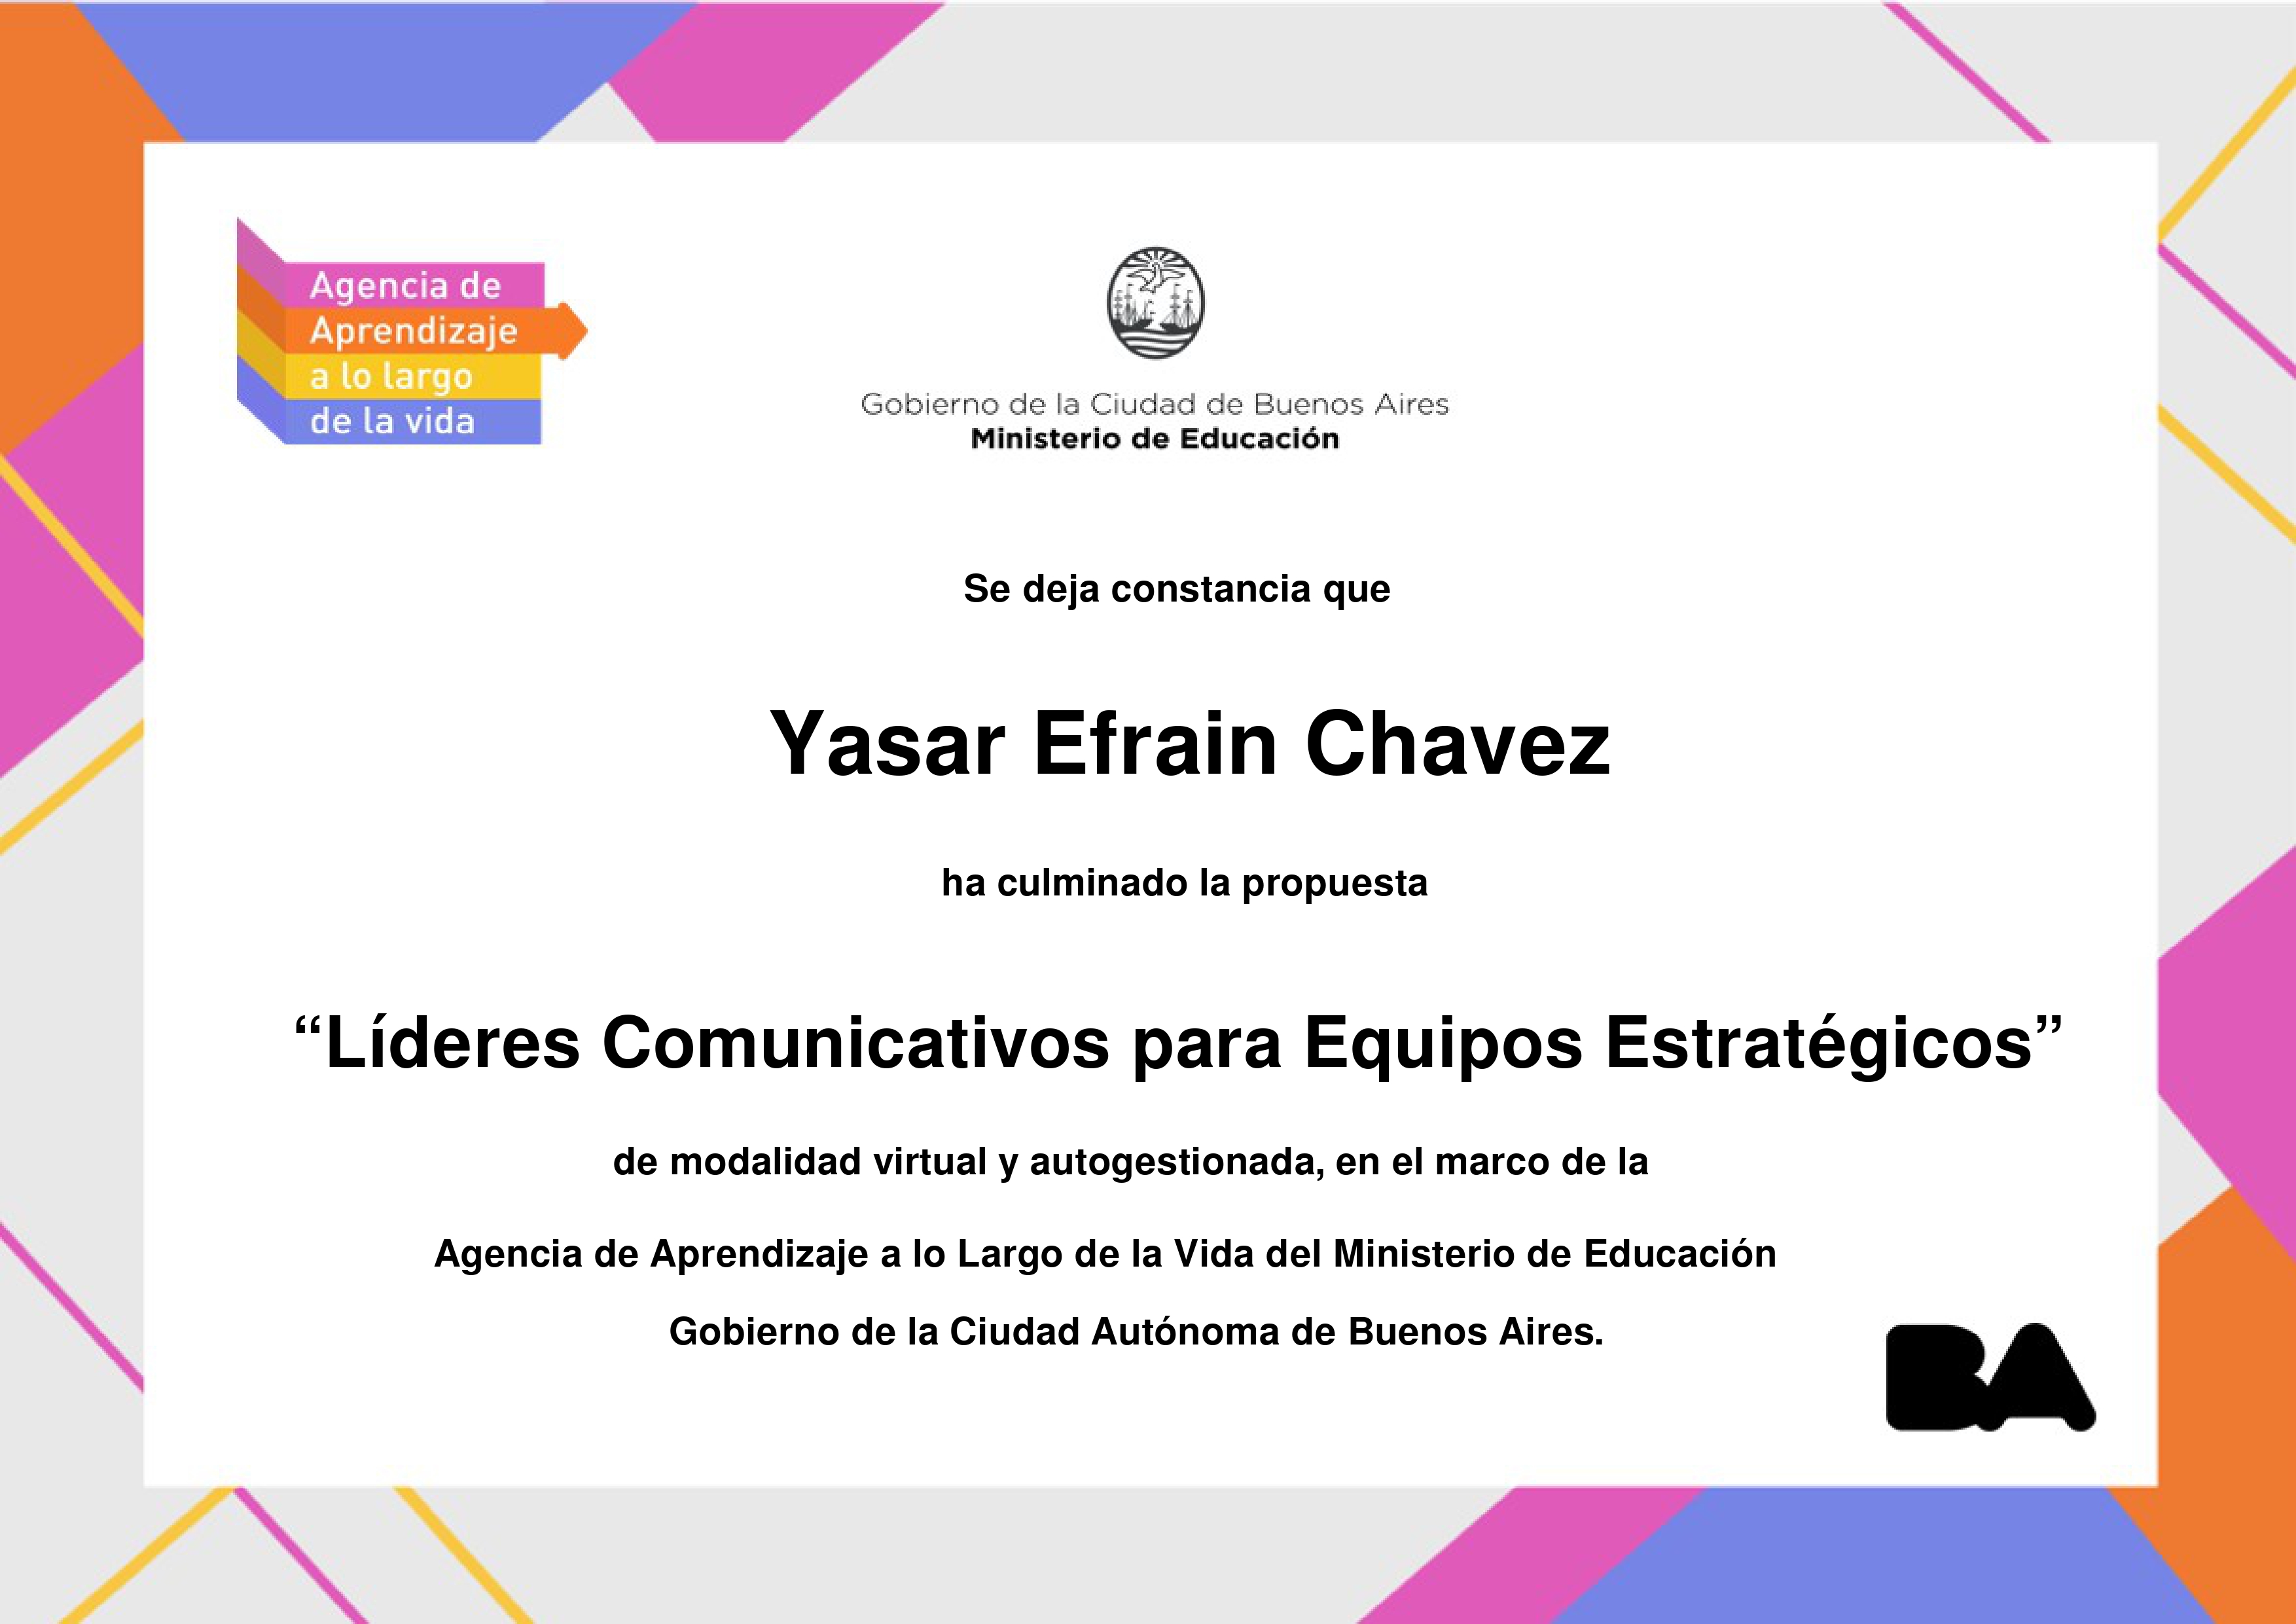 Agencia de
Aprendizaje
a lo largo
de la vida
Gobierno de la Ciudad de Buenos Aires
Ministerio de Educación
Se deja constancia que
Yasar Efrain Chavez
ha culminado la propuesta
“Líderes Comunicativos para Equipos Estratégicos”
de modalidad virtual y autogestionada, en el marco de la
Agencia de Aprendizaje a lo Largo de la Vida del Ministerio de Educación
Gobierno de la Ciudad Autónoma de Buenos Aires.
BA